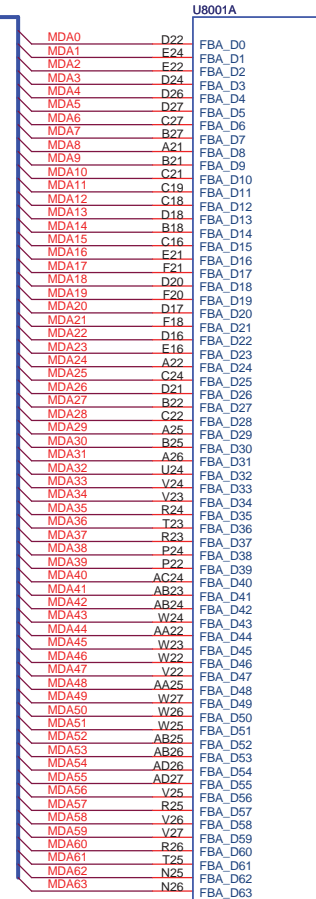 U8001A
MDA0 D22 FBA_D0
MDA1 E24 FBA_D1
MDA2 E22 FBA_D2
MDA3 D24 FBA_D3
MDA4 D26 FBA_D4
MDA5 D27 FBA_D5
MDA6 C27 FBA_D6
MDA7 B27 FBA_D7
MDA8 A21 FBA_D8
MDA9 B21 FBA_D9
MDA10 C21 FBA_D10
MDA11 C19 FBA_D11
MDA12 C18 FBA_D12
MDA13 D18 FBA_D13
MDA14 B18 FBA_D14
MDA15 C16 FBA_D15
MDA16 E21 FBA_D16
MDA17 F21 FBA_D17
MDA18 D20 FBA_D18
MDA19 F20 FBA_D19
MDA20 D17 FBA_D20
MDA21 F18 FBA_D21
MDA22 D16 FBA_D22
MDA23 E16 FBA_D23
MDA24 A22 FBA_D24
MDA25 C24 FBA_D25
MDA26 D21 FBA_D26
MDA27 B22 FBA_D27
MDA28 C22 FBA_D28
MDA29 A25 FBA_D29
MDA30 B25 FBA_D30
MDA31 A26 FBA_D31
MDA32 U24 FBA_D32
MDA33 V24 FBA_D33
MDA34 V23 FBA_D34
MDA35 R24 FBA_D35
MDA36 T23 FBA_D36
MDA37 R23 FBA_D37
MDA38 P24 FBA_D38
MDA39 P22 FBA_D39
MDA40 AC24 FBA_D40
MDA41 AB23 FBA_D41
MDA42 AB24 FBA_D42
MDA43 W24 FBA_D43
MDA44 AA22 FBA_D44
MDA45 W23 FBA_D45
MDA46 W22 FBA_D46
MDA47 V22 FBA_D47
MDA48 AA25 FBA_D48
MDA49 W27 FBA_D49
MDA50 W26 FBA_D50
MDA51 W25 FBA_D51
MDA52 AB25 FBA_D52
MDA53 AB26 FBA_D53
MDA54 AD26 FBA_D54
MDA55 AD27 FBA_D55
MDA56 V25 FBA_D56
MDA57 R25 FBA_D57
MDA58 V26 FBA_D58
MDA59 V27 FBA_D59
MDA60 R26 FBA_D60
MDA61 T25 FBA_D61
MDA62 N25 FBA_D62
MDA63 N26 FBA_D63